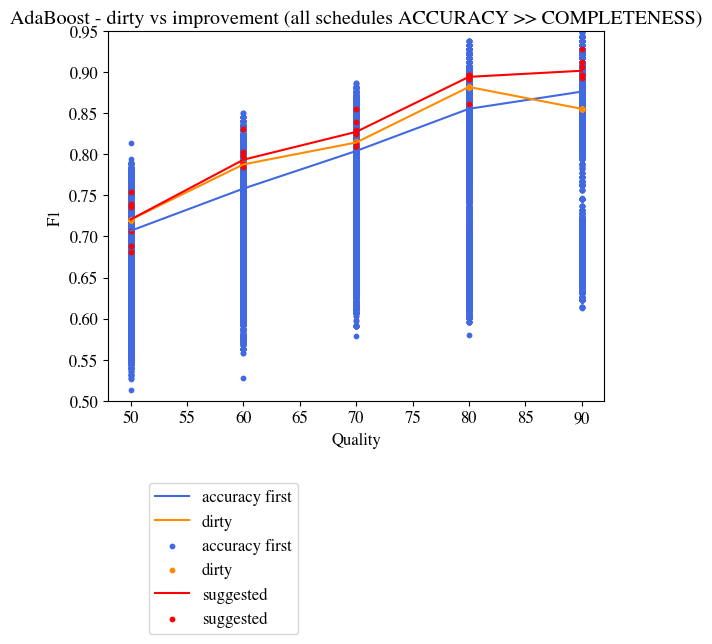 AdaBoost - dirty vs improvement (all schedules ACCURACY >> COMPLETENESS)
0.95
0.90
0.85
0.80
0.75
0.70
0.65
0.60
0.55
0.50
F1
50 55 60 65 70 75 80 85 90
Quality
accuracy first
dirty
accuracy first
dirty
suggested
suggested